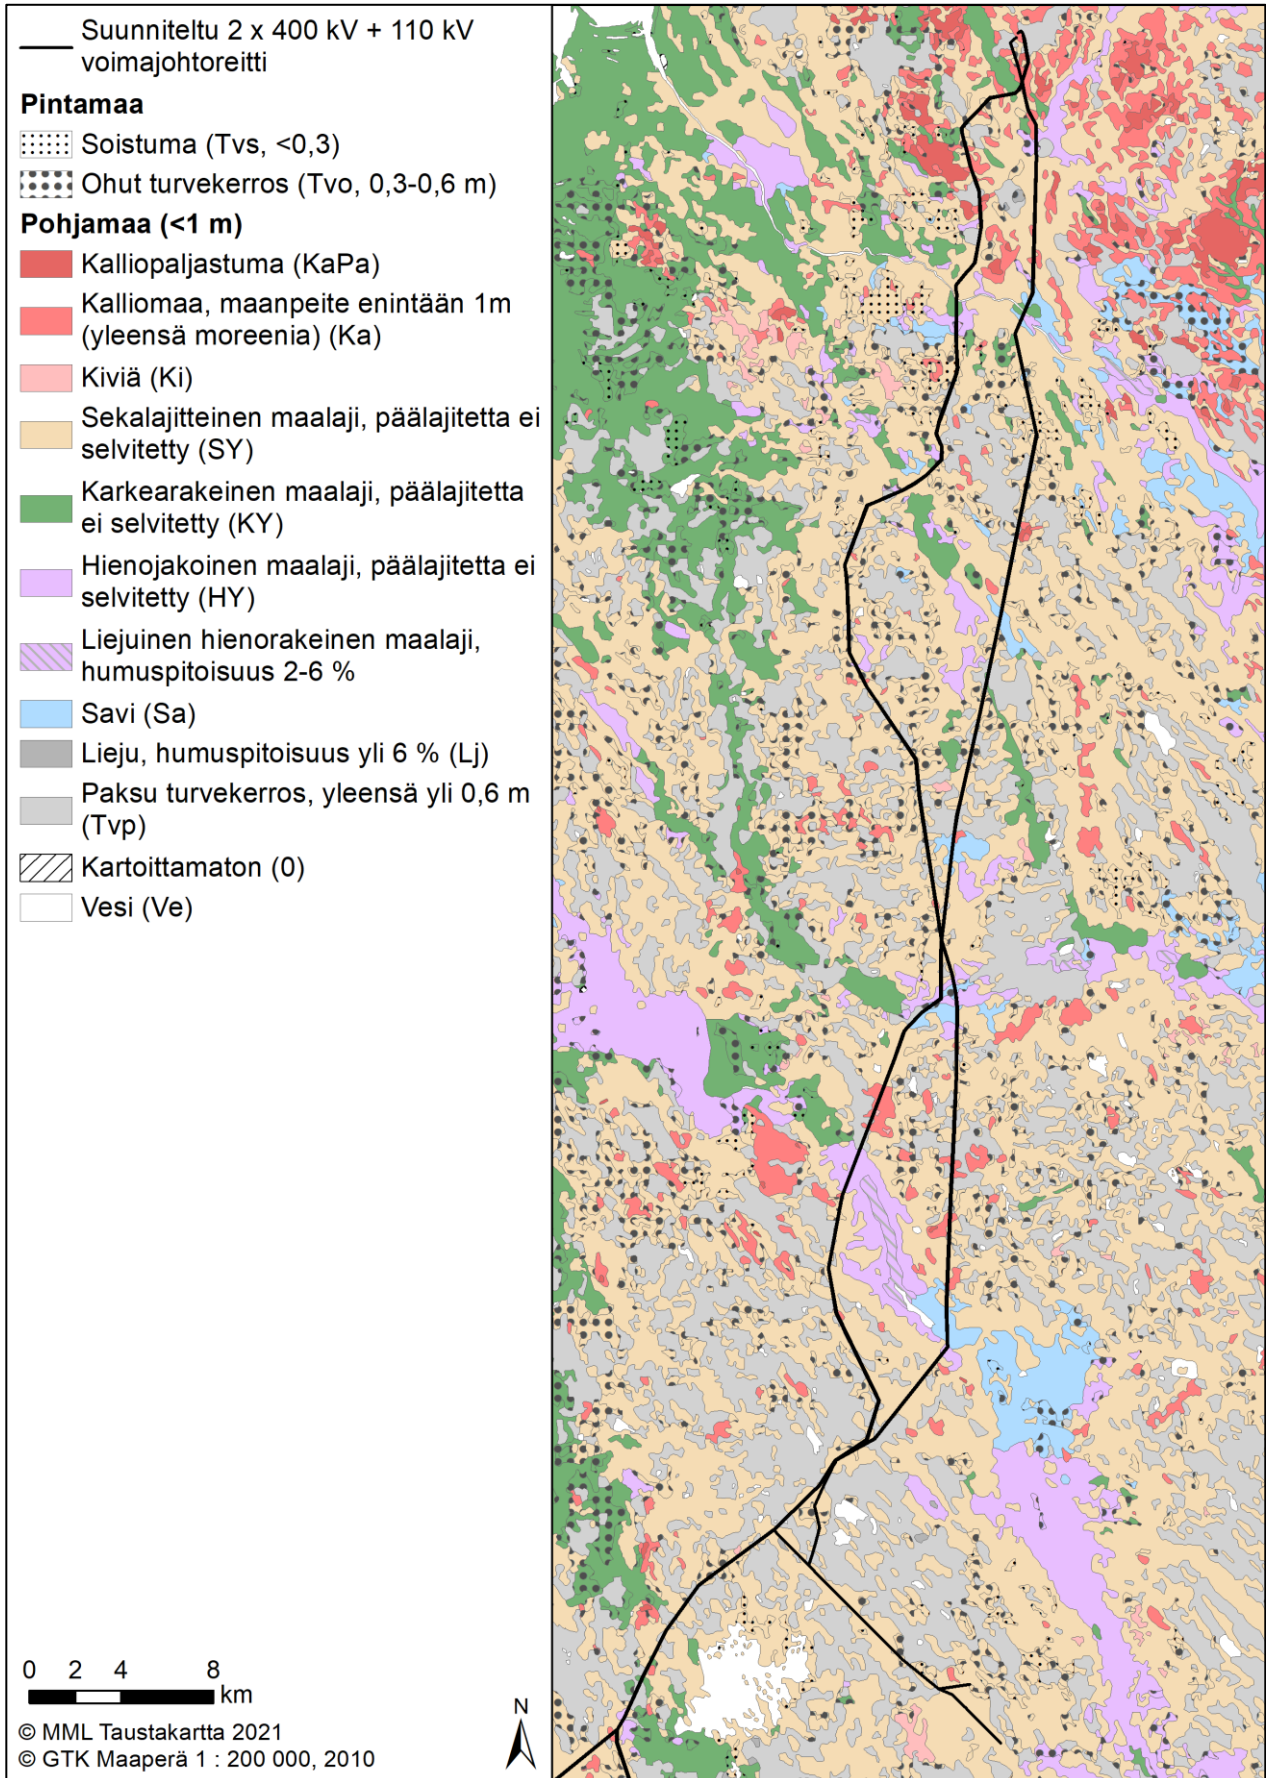 Suunniteltu 2 x 400 kV + 110 kV
voimajohtoreitti
Pintamaa
Soistuma (Tvs, <0,3)
Ohut turvekerros (Tvo, 0,3-0,6 m)
Pohjamaa (<1 m)
Kalliopaljastuma (KaPa)
Kalliomaa, maanpeite enintään 1m
(yleensä moreenia) (Ka)
Kiviä (Ki)
Sekalajitteinen maalaji, päälajitetta ei
selvitetty (SY)
Karkearakeinen maalaji, päälajitetta
ei selvitetty (KY)
Hienojakoinen maalaji, päälajitetta ei
selvitetty (HY)
Liejuinen hienorakeinen maalaji,
humuspitoisuus 2-6 %
Savi (Sa)
Lieju, humuspitoisuus yli 6 % (Lj)
Paksu turvekerros, yleensä yli 0,6 m
(Tvp)
Kartoittamaton (0)
Vesi (Ve)
0 2 4 8
km
N
© MML Taustakartta 2021
© GTK Maaperä 1 : 200 000, 2010